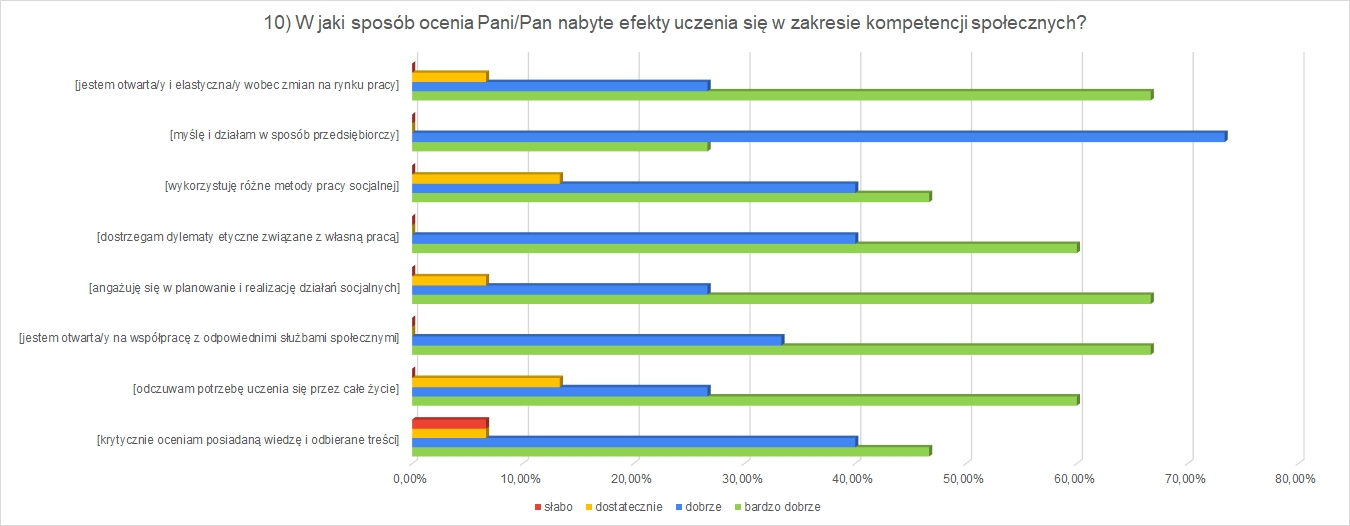 10) W jaki sposób ocenia Pani/Pan nabyte efekty uczenia się w zakresie kompetencji społecznych?
[jestem otwarta/y i elastyczna/y wobec zmian na rynku pracy]
[myślę i działam w sposób przedsiębiorczy]
[wykorzystuję różne metody pracy socjalnej]
[dostrzegam dylematy etyczne związane z własną pracą]
[angażuję się w planowanie i realizację działań socjalnych]
[jestem otwarta/y na współpracę z odpowiednimi służbami społecznymi]
[odczuwam potrzebę uczenia się przez całe życie]
[krytycznie oceniam posiadaną wiedzę i odbierane treści]
0,00% 10,00% 20,00% 30,00% 40,00% 50,00% 60,00% 70,00% 80,00%
słabo dostatecznie dobrze bardzo dobrze